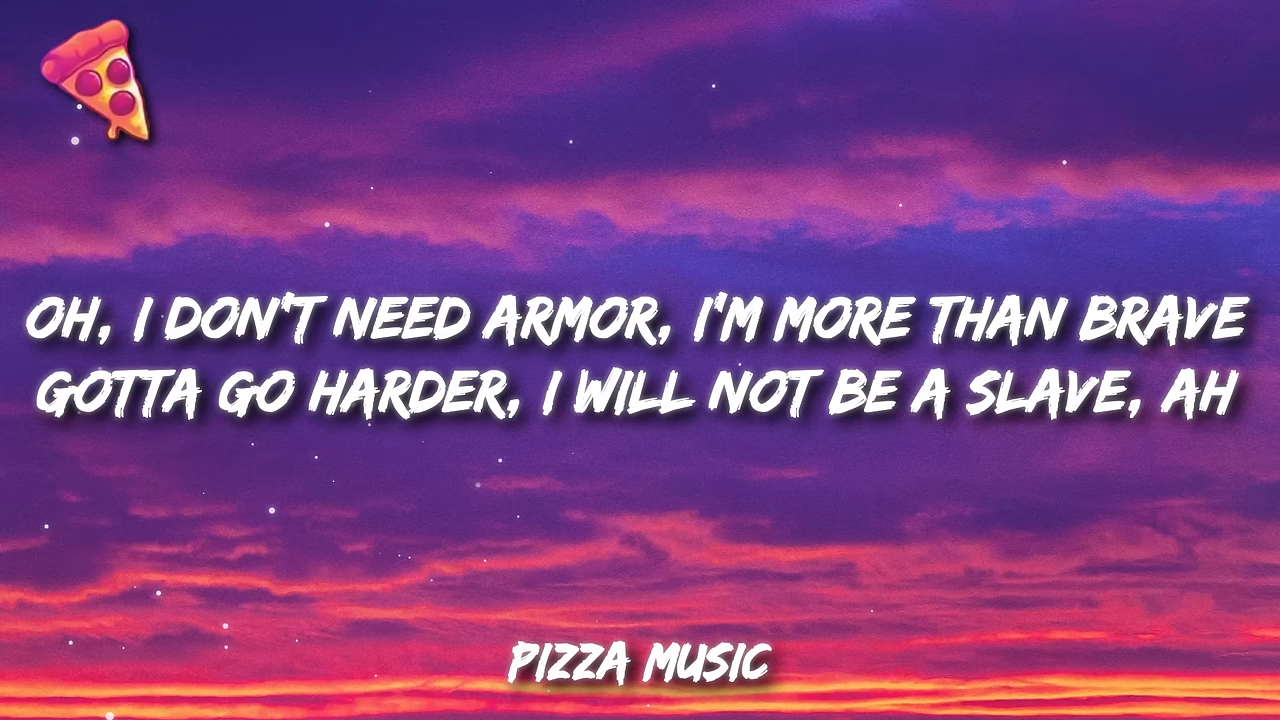 OH, I DON'T NEED ARMOR, I'M MORE THAN BRAVE
GOTTA GO HARDER, I WILL NOT BE A SLAVE, AH
PIZZA MUSIC